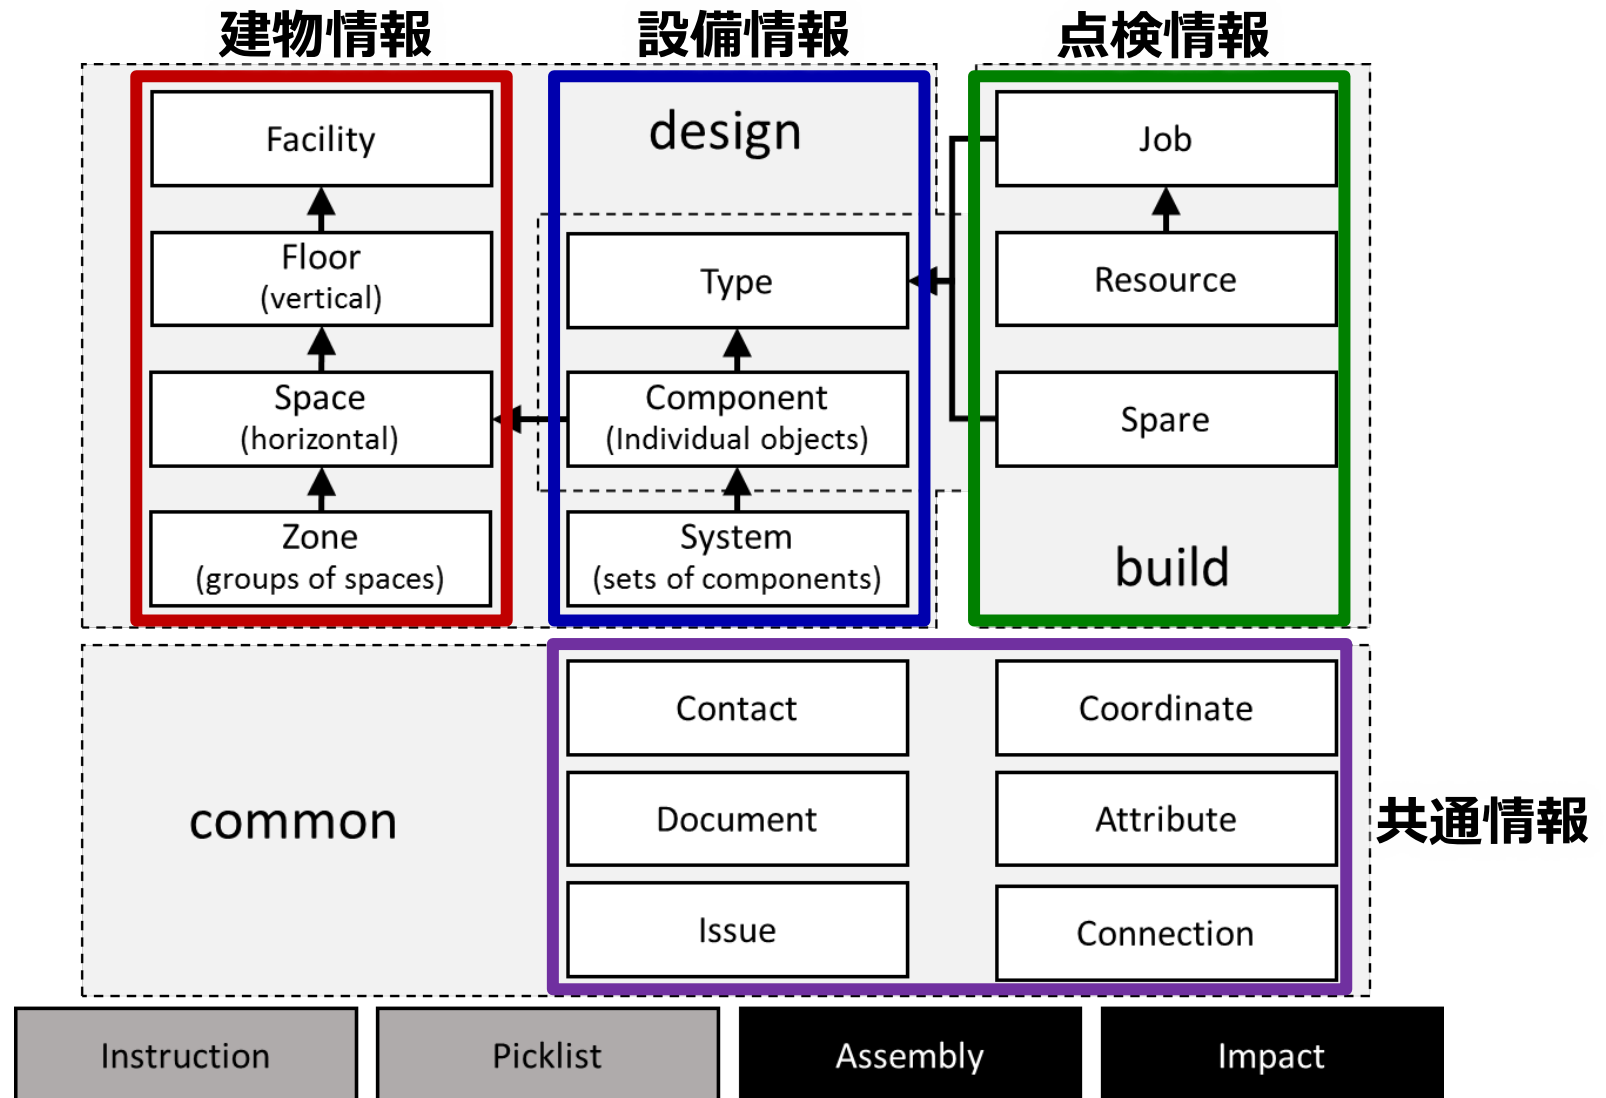 建物情報
設備情報
点検情報
Facility
Floor
(vertical)
Space
(horizontal)
Zone
(groups of spaces)
design
Type
Component
(Individual objects)
System
(sets of components)
Job
Resource
Spare
build
common
Contact
Document
Issue
Coordinate
Attribute
Connection
共通情報
Instruction
Picklist
Assembly
Impact